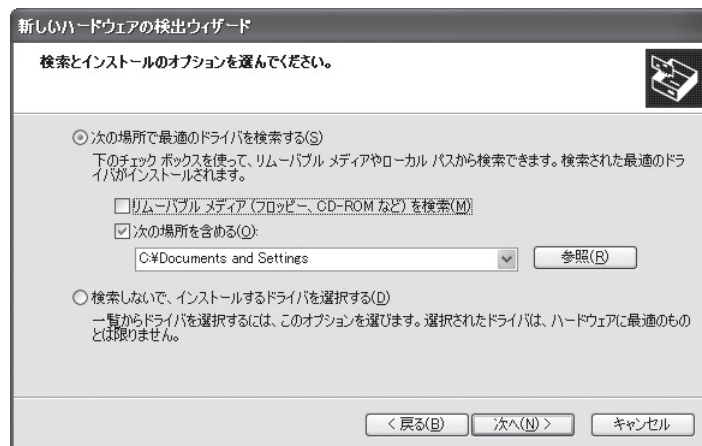 新しいハードウェアの検出ウィザード
検索とインストールのオプションを選んでください。
次の場所で最適のドライバを検索する(S)
下のチェック ボックスを使って、リムーバブル メディアやローカル パスから検索できます。検索された最適のドラ
イバがインストールされます。
リムーバブル メディア (フロッピー、CD-ROM など) を検索(M)
次の場所を含める(O):
C:¥Documents and Settings
参照(R)
検索しないで、インストールするドライバを選択する(D)
一覧からドライバを選択するには、このオプションを選びます。選択されたドライバは、ハードウェアに最適のもの
とは限りません。
< 戻る(B)
次へ(N) >
キャンセル